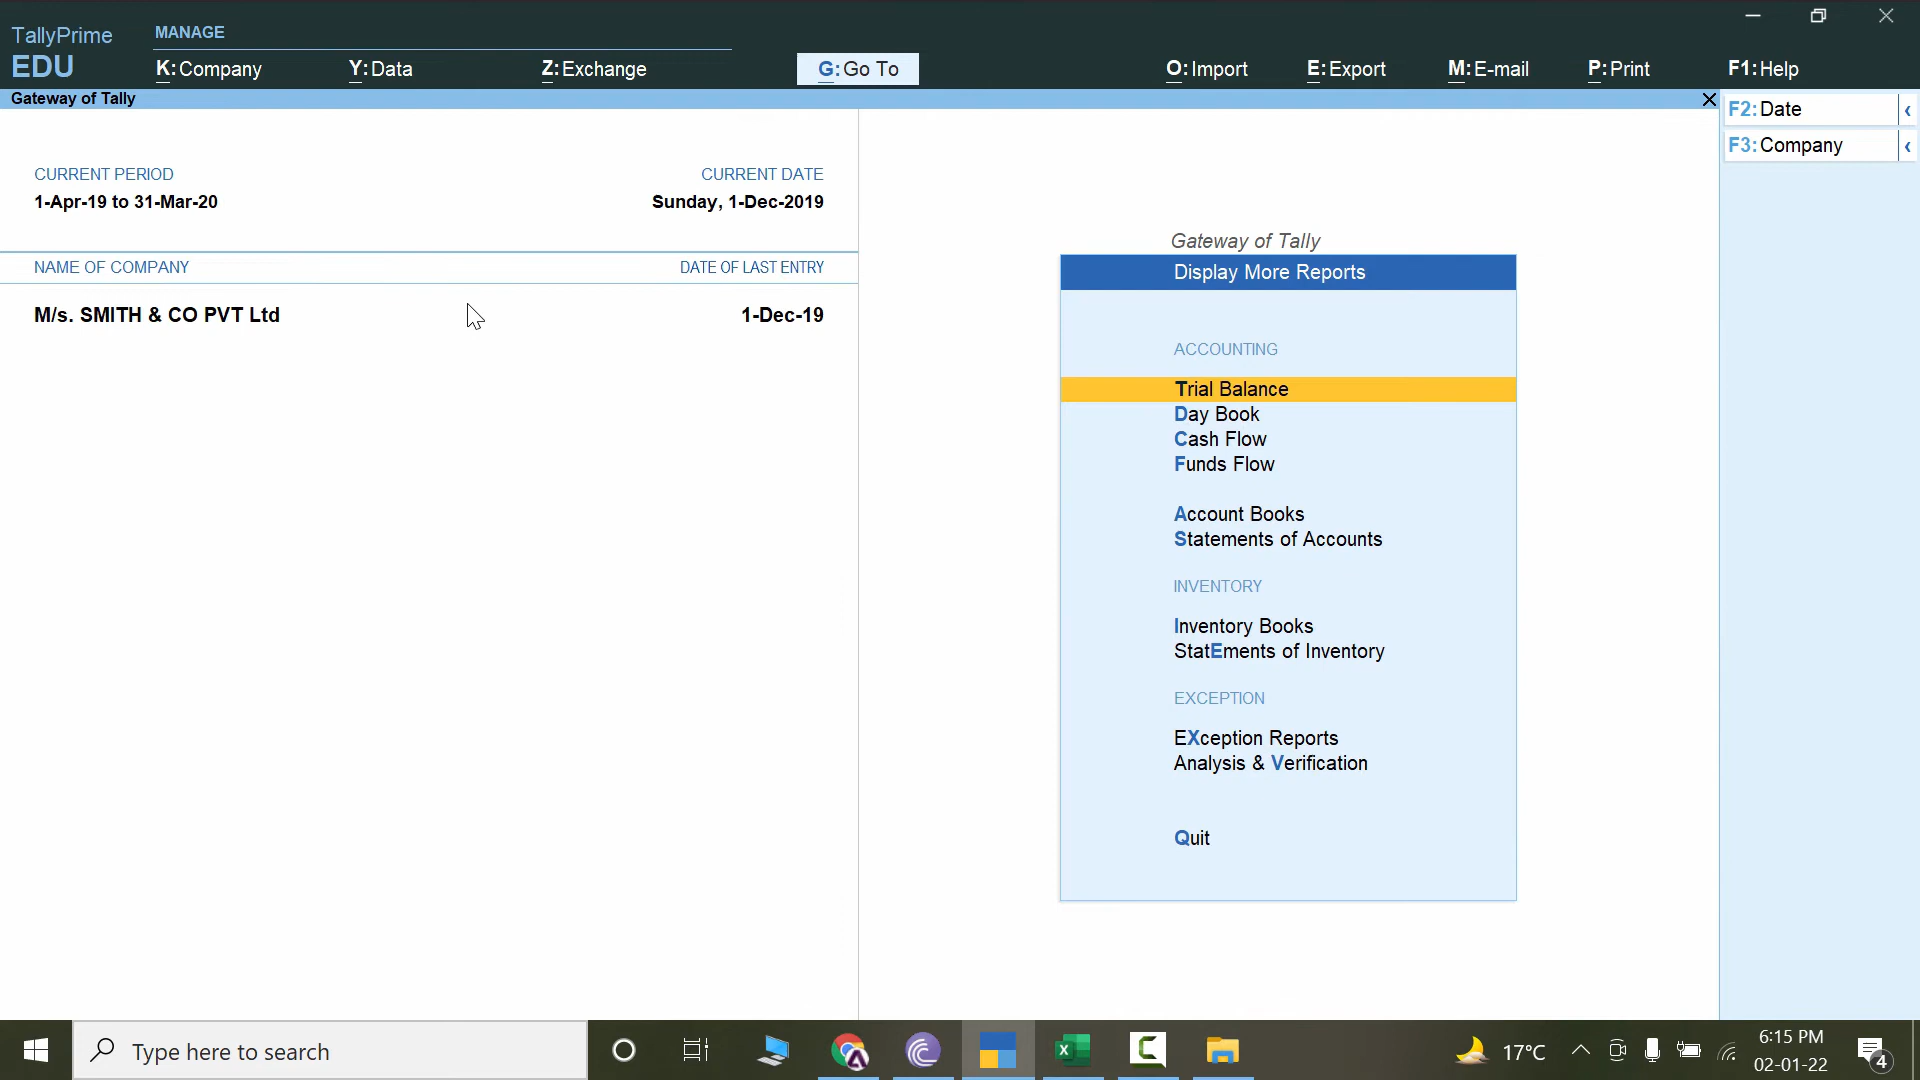 TallyPrime
EDU
MANAGE
K:Company
Y:Data
Z:Exchange
G:Go To
O:Import
E:Export
M:E-mail
P:Print
F1:Help
Gateway of Tally
F2:Date
F3:Company
CURRENT PERIOD
CURRENT DATE
1-Apr-19 to 31-Mar-20
Sunday, 1-Dec-2019
NAME OF COMPANY
DATE OF LAST ENTRY
M/s. SMITH & CO PVT Ltd
1-Dec-19
Gateway of Tally
Display More Reports
ACCOUNTING
Trial Balance
Day Book
Cash Flow
Funds Flow
Account Books
Statements of Accounts
INVENTORY
Inventory Books
StatEments of Inventory
EXCEPTION
EXception Reports
Analysis & Verification
Quit
Type here to search
17°C
6:15 PM
02-01-22
4